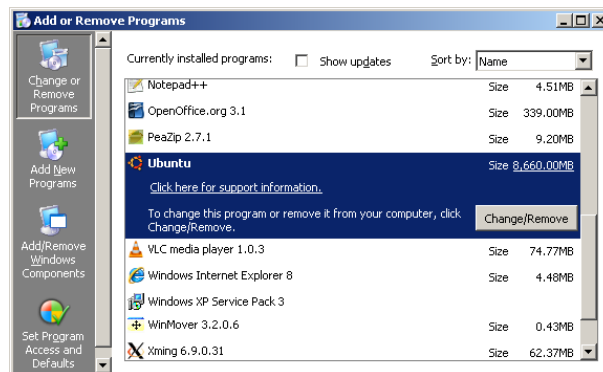 Add or Remove Programs
Change or
Remove
Programs
Add New
Programs
Add/Remove
Windows
Components
Set Program
Access and
Defaults
Currently installed programs: Show updates Sort by: Name
Notepad++ Size 4.51MB
OpenOffice.org 3.1 Size 339.00MB
PeaZip 2.7.1 Size 9.20MB
Ubuntu Size 8,660.00MB
Click here for support information.
To change this program or remove it from your computer, click
Change/Remove.
Change/Remove
VLC media player 1.0.3 Size 74.77MB
Windows Internet Explorer 8 Size 4.48MB
Windows XP Service Pack 3
WinMover 3.2.0.6 Size 0.43MB
Xming 6.9.0.31 Size 62.37MB